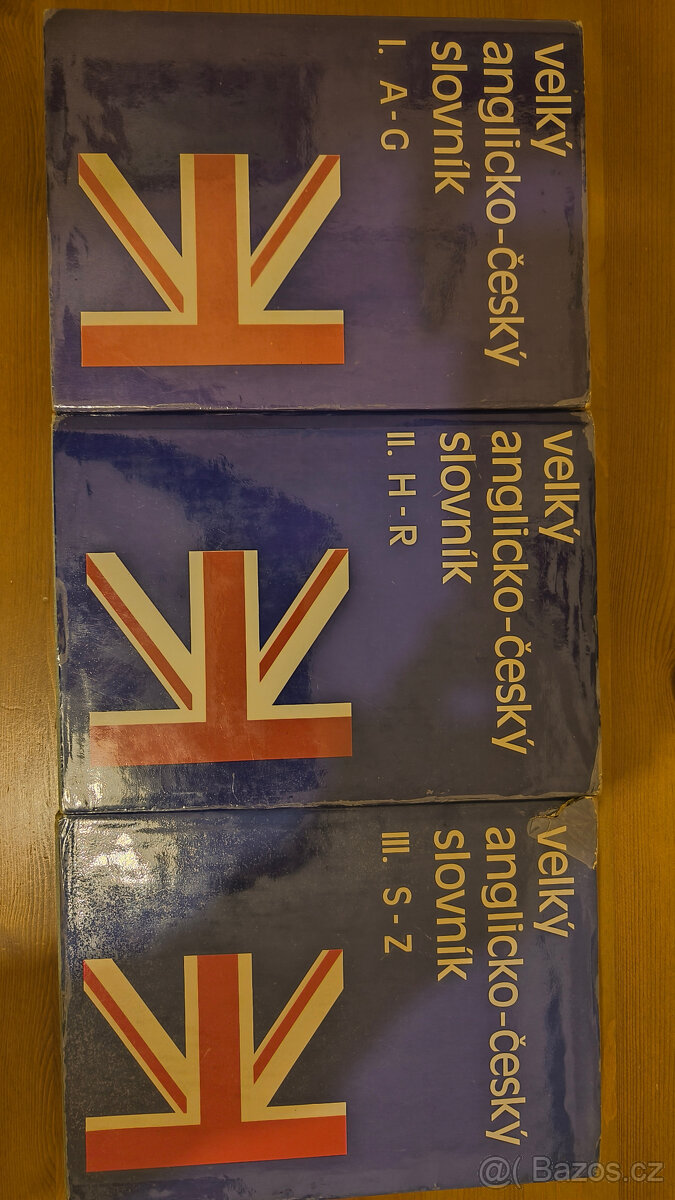 velký
anglicko-český
slovník
I. A-G
velký
anglicko-český
slovník
II. H-R
velký
anglicko-český
slovník
III. S-Z
@( Bazos.cz